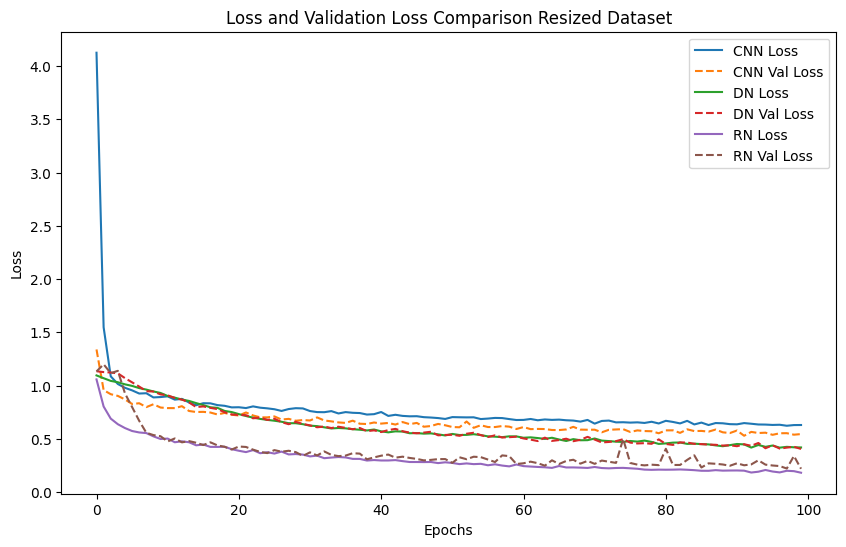 Loss and Validation Loss Comparison Resized Dataset
CNN Loss
CNN Val Loss
DN Loss
DN Val Loss
RN Loss
RN Val Loss
Loss
4.0
3.5
3.0
2.5
2.0
1.5
1.0
0.5
0.0
0 20 40 60 80 100
Epochs